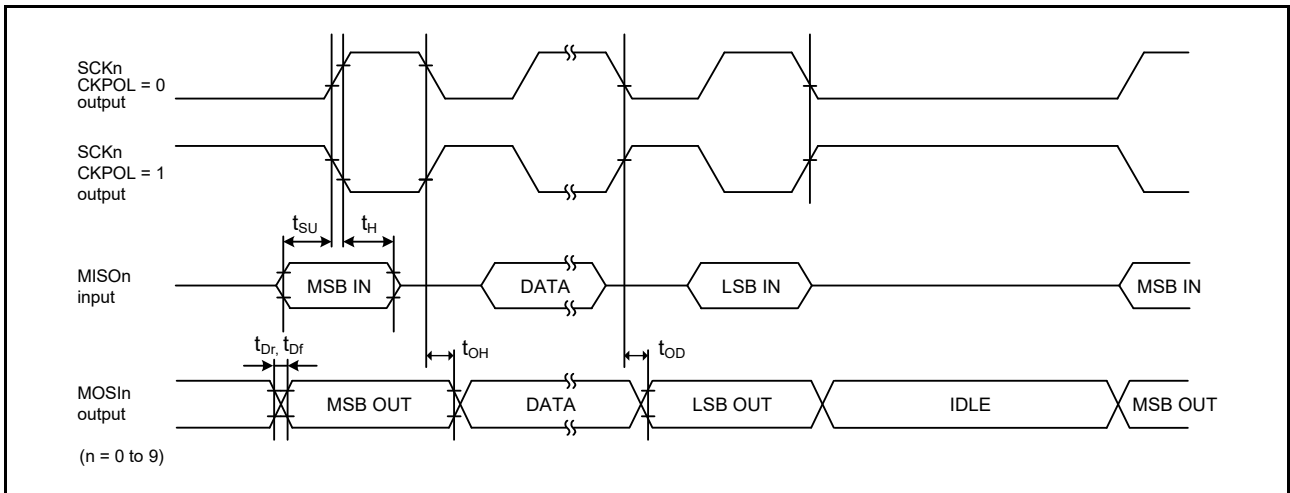 SCKn
CKPOL = 0
output
SCKn
CKPOL = 1
output
tSU
tH
MISOn
input
MSB IN
DATA
LSB IN
MSB IN
tDr, tDf
tOH
tOD
MOSIn
output
MSB OUT
DATA
LSB OUT
IDLE
MSB OUT
(n = 0 to 9)